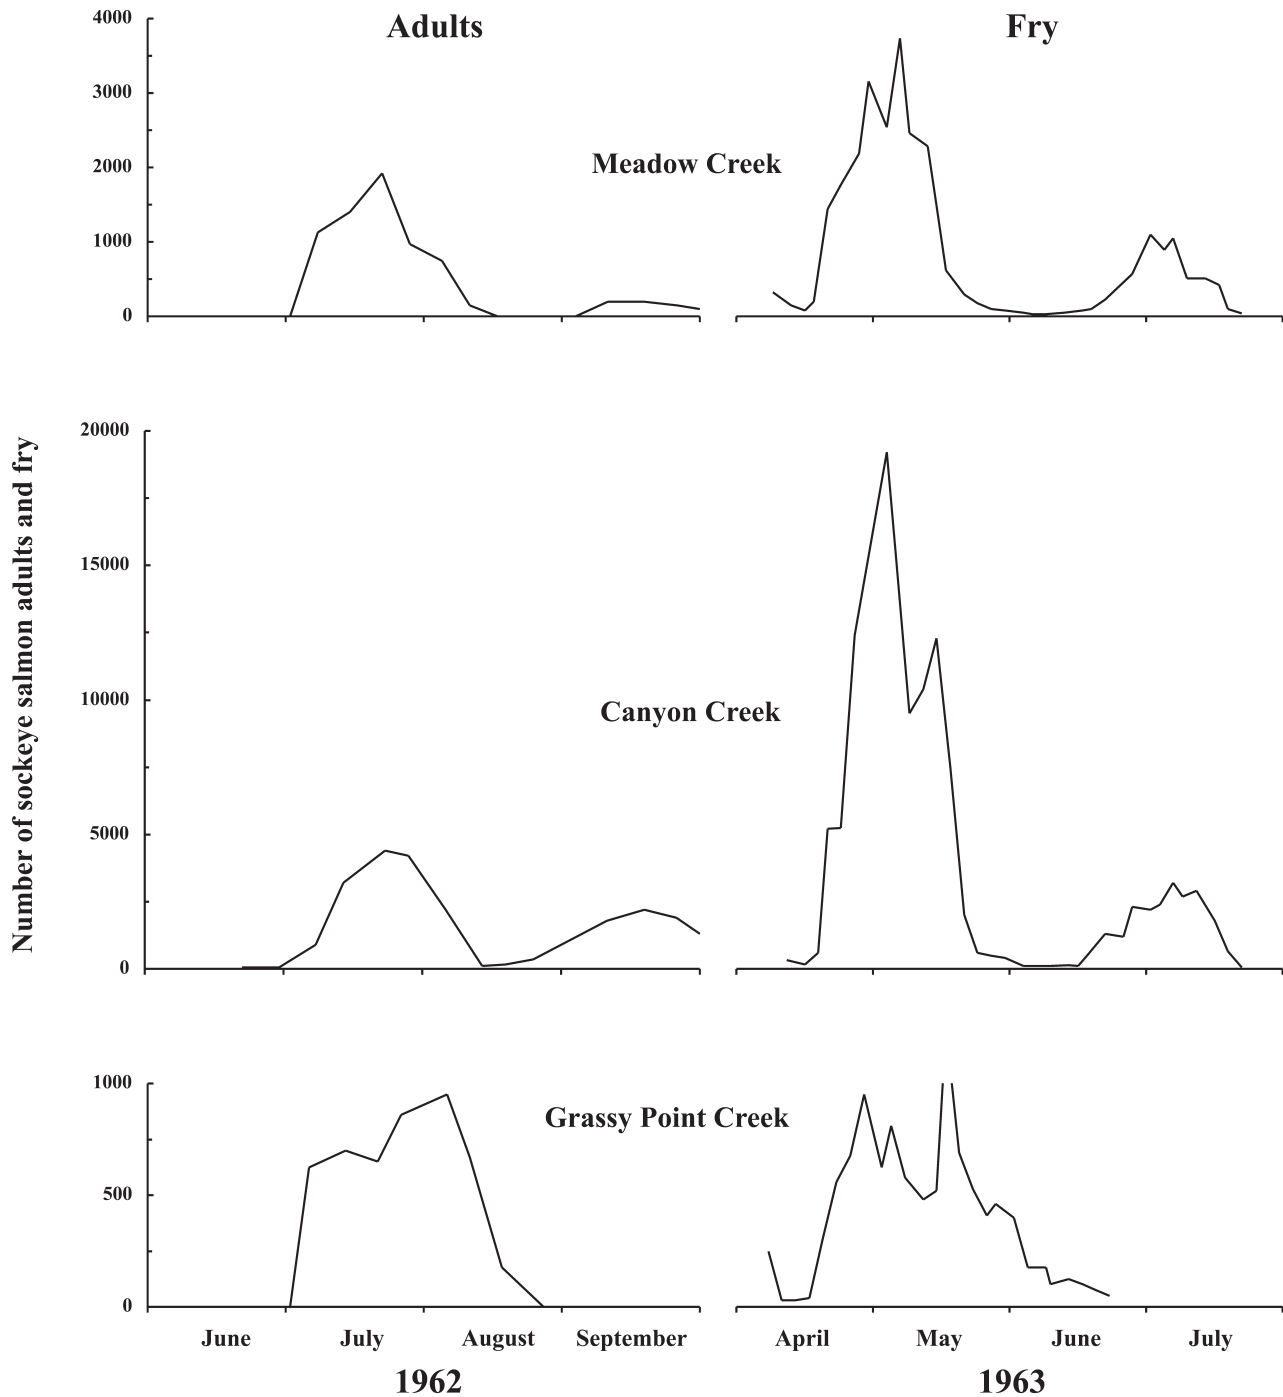 Adults
Fry
4000
3000
2000
1000
0
Meadow Creek
Number of sockeye salmon adults and fry
20000
15000
10000
5000
0
Canyon Creek
1000
500
0
Grassy Point Creek
June July August September April May June July
1962 1963